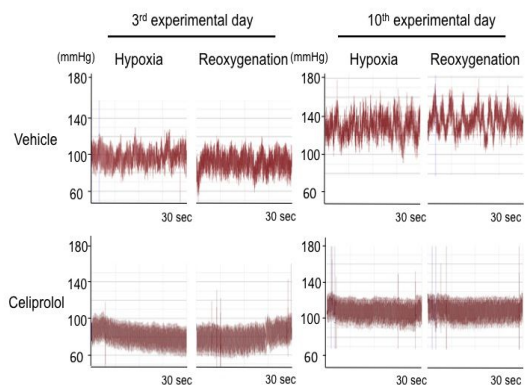 3rd experimental day
10th experimental day
(mmHg) Hypoxia Reoxygenation (mmHg) Hypoxia Reoxygenation
Vehicle
180
140
100
60
30 sec 30 sec
180
140
100
60
30 sec 30 sec
Celiprolol
180
140
100
60
30 sec 30 sec
180
140
100
60
30 sec 30 sec